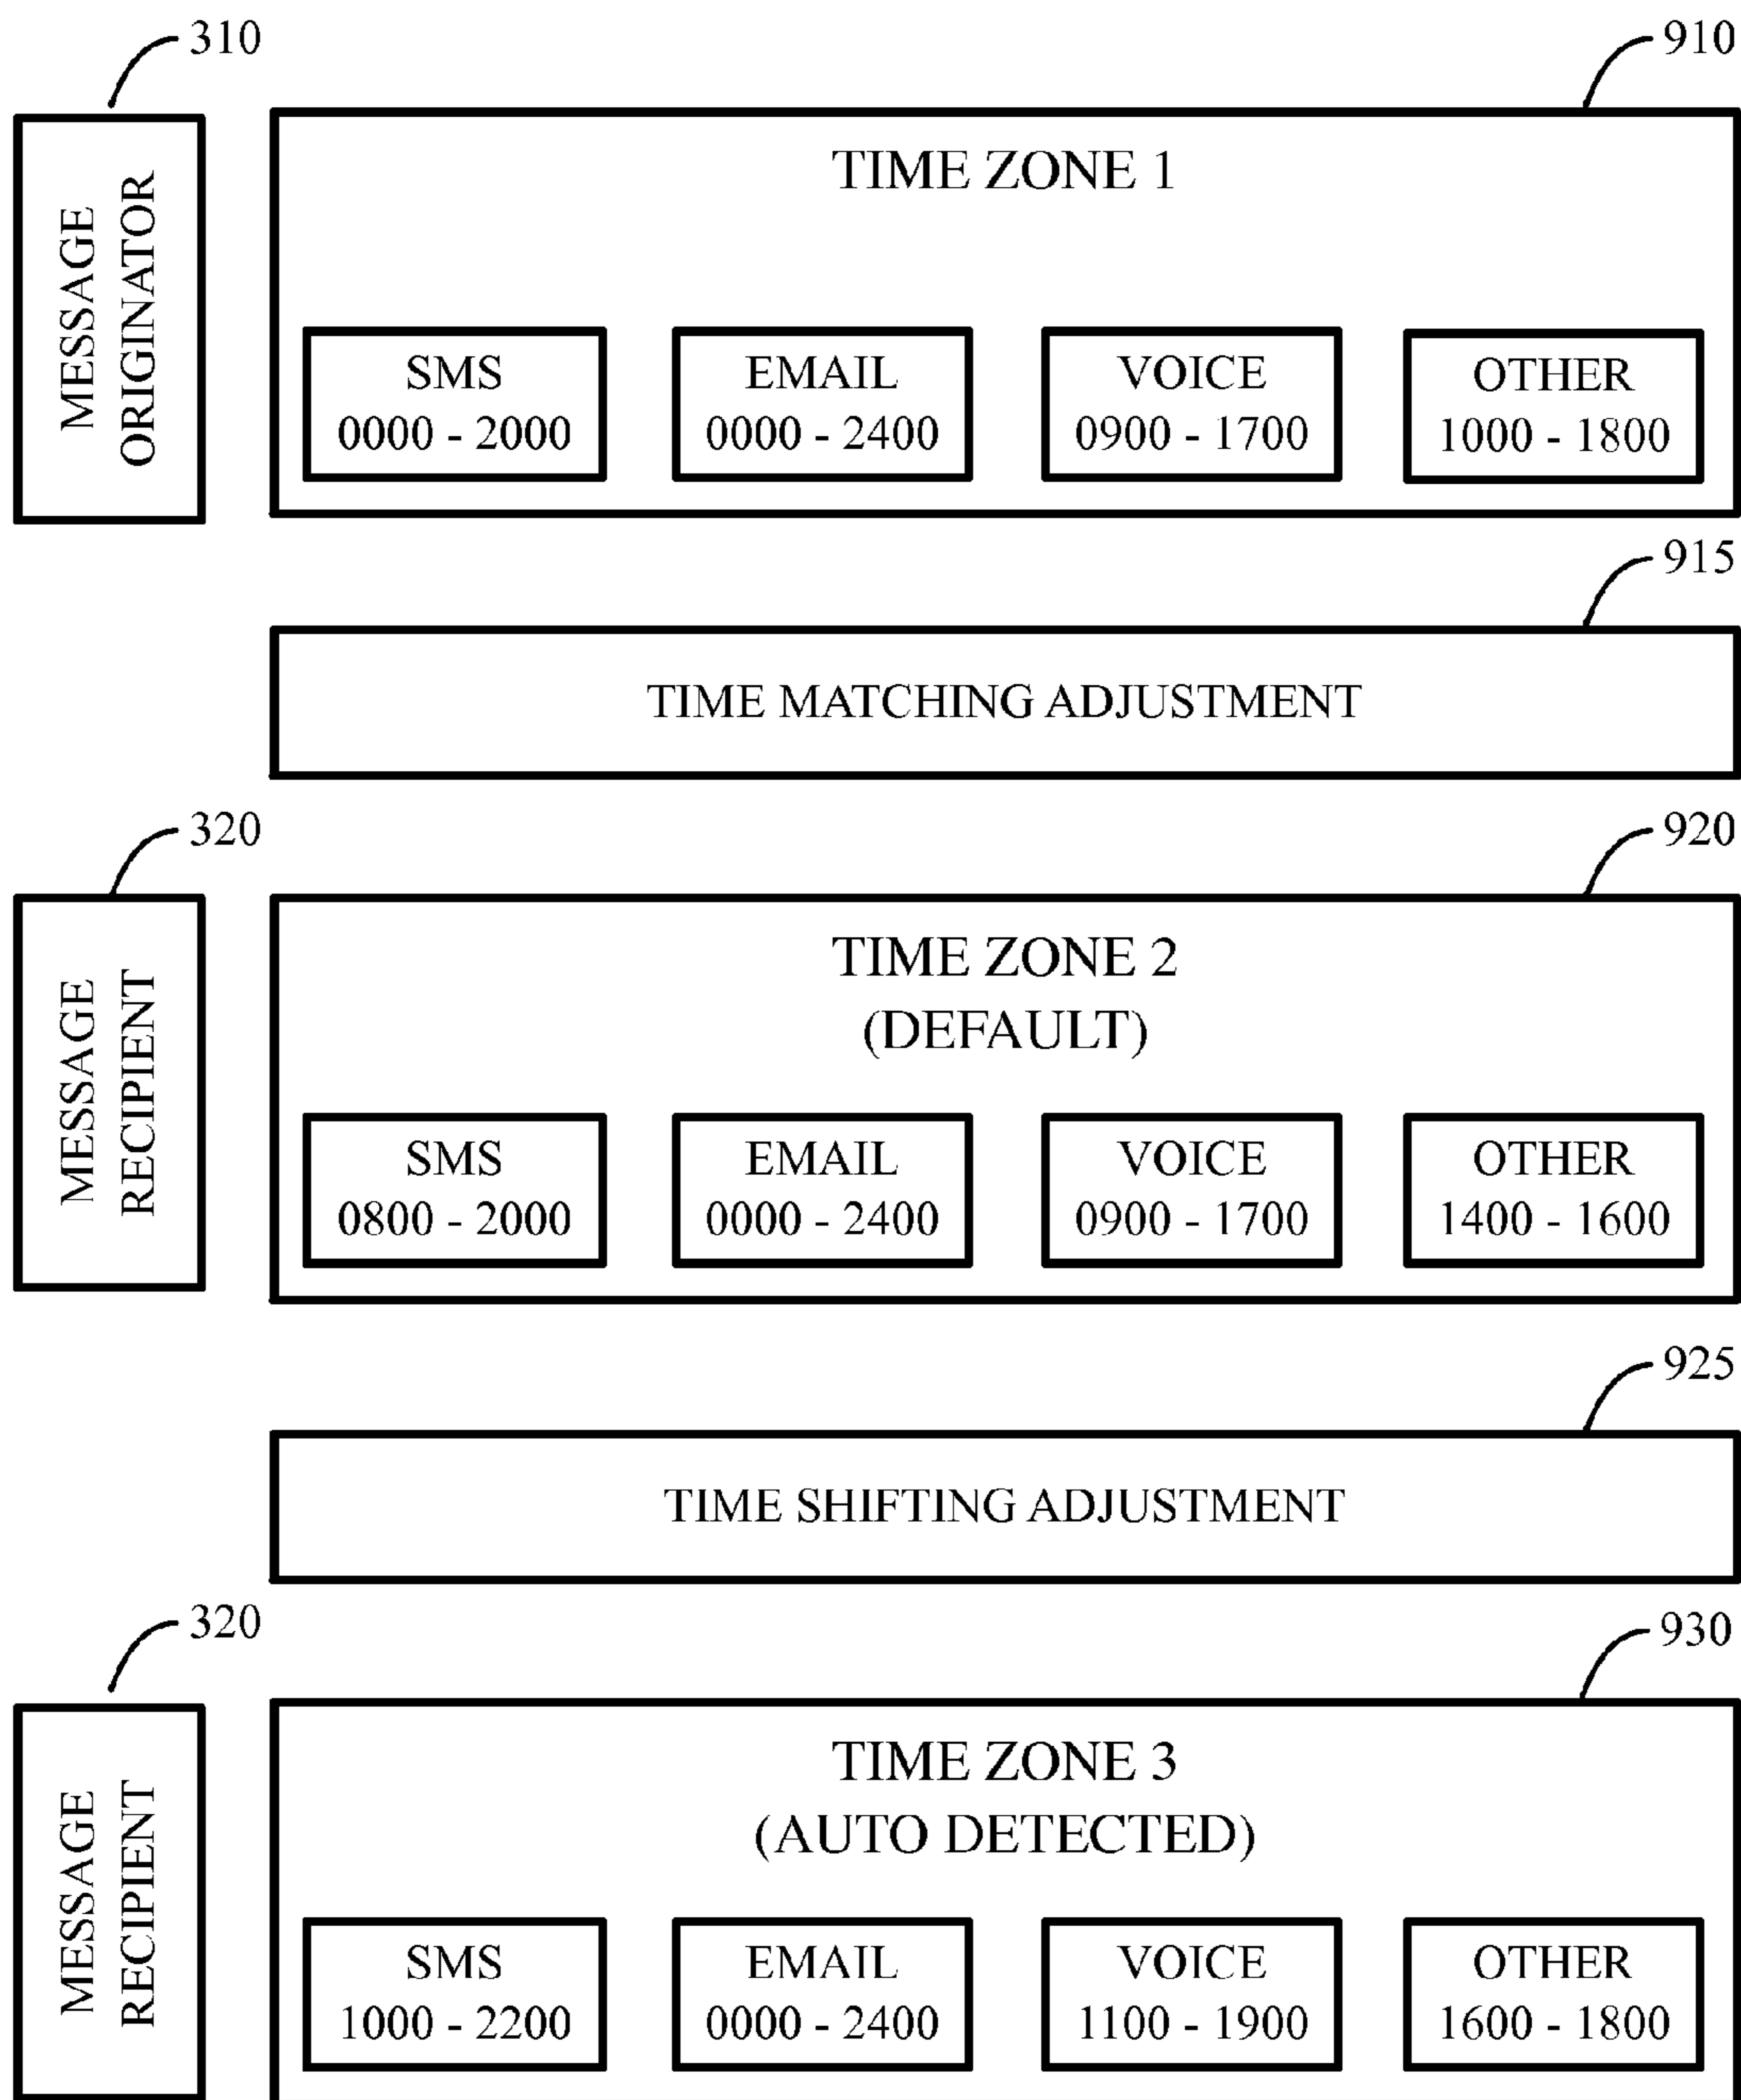 310
910
MESSAGE
ORIGINATOR
TIME ZONE 1
SMS
0000 - 2000
EMAIL
0000 - 2400
VOICE
0900 - 1700
OTHER
1000 - 1800
915
TIME MATCHING ADJUSTMENT
320
920
MESSAGE
RECIPIENT
TIME ZONE 2
(DEFAULT)
SMS
0800 - 2000
EMAIL
0000 - 2400
VOICE
0900 - 1700
OTHER
1400 - 1600
925
TIME SHIFTING ADJUSTMENT
320
930
MESSAGE
RECIPIENT
TIME ZONE 3
(AUTO DETECTED)
SMS
1000 - 2200
EMAIL
0000 - 2400
VOICE
1100 - 1900
OTHER
1600 - 1800